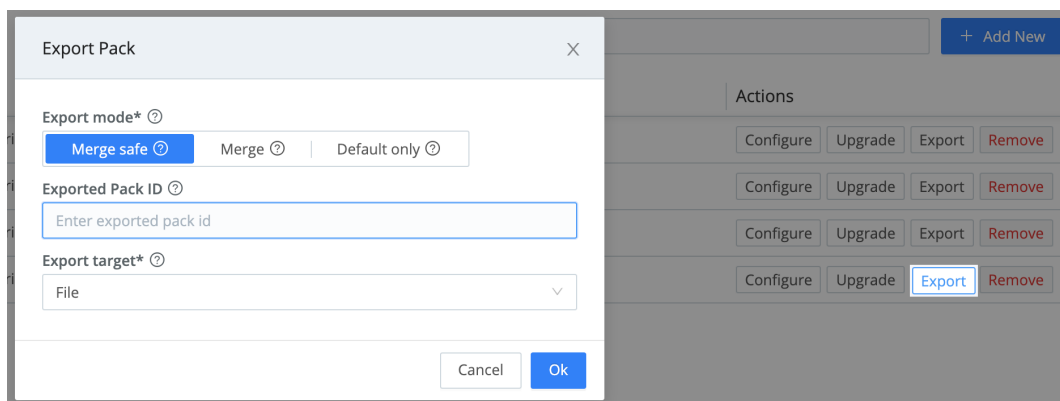 Export Pack
+ Add New
Export mode*
Actions
Merge safe Merge Default only
Configure Upgrade Export Remove
Exported Pack ID
Configure Upgrade Export Remove
Enter exported pack id
Configure Upgrade Export Remove
Export target*
File
Configure Upgrade Export Remove
Cancel Ok